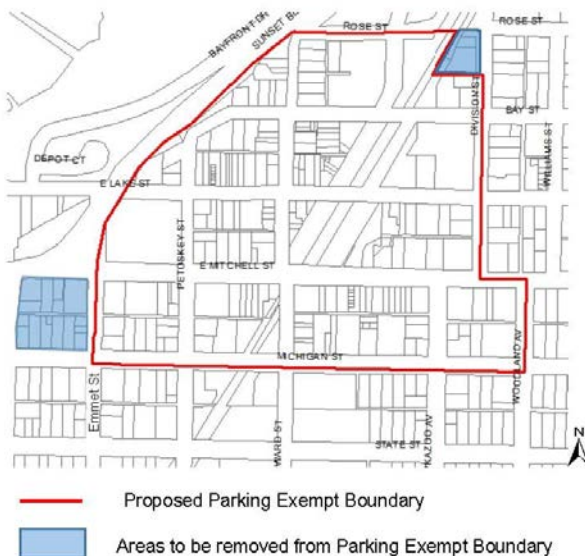 ROSE ST
ROSE ST
BAYFRONT DR
SUNSET B
DIVISION ST
BAY ST
WILLIAMS ST
DEPOT CT
E LAKE ST
PETOSKEY ST
E MITCHELL ST
MICHIGAN ST
WOODLAND AV
Emmet St
WARD ST
STATE ST
KAZOO AV
N
Proposed Parking Exempt Boundary
Areas to be removed from Parking Exempt Boundary